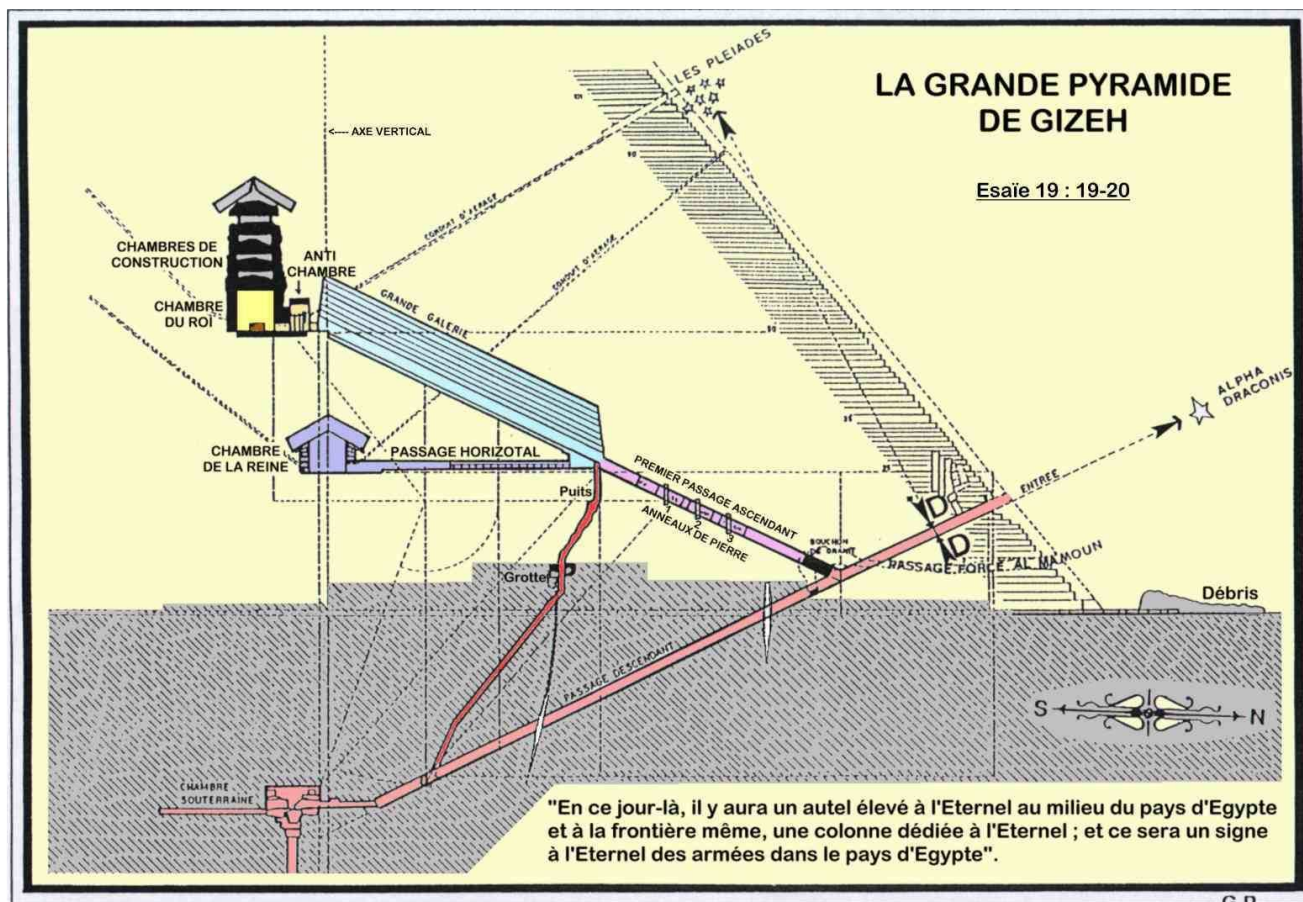 LA GRANDE PYRAMIDE
DE GIZEH
Esaïe 19 : 19-20
LES PLEIADES
<---- AXE VERTICAL
CONDUIT D'AERAGE
CONDUIT D'AERAGE
CHAMBRES DE
CONSTRUCTION
ANTI
CHAMBRE
CHAMBRE
DU ROI
GRANDE GALERIE
ALPHA
DRACONIS
CHAMBRE
DE LA REINE
PASSAGE HORIZOTAL
PREMIER PASSAGE ASCENDANT
1 2 3
ANNEAUX DE PIERRE
ENTREE
D
D
Puits
BOUCHON
DE GRANIT
PASSAGE FORCE AL MAMOUN
Grotte
Débris
PASSAGE DESCENDANT
S N
CHAMBRE
SOUTERRAINE
"En ce jour-là, il y aura un autel élevé à l'Eternel au milieu du pays d'Egypte
et à la frontière même, une colonne dédiée à l'Eternel ; et ce sera un signe
à l'Eternel des armées dans le pays d'Egypte".